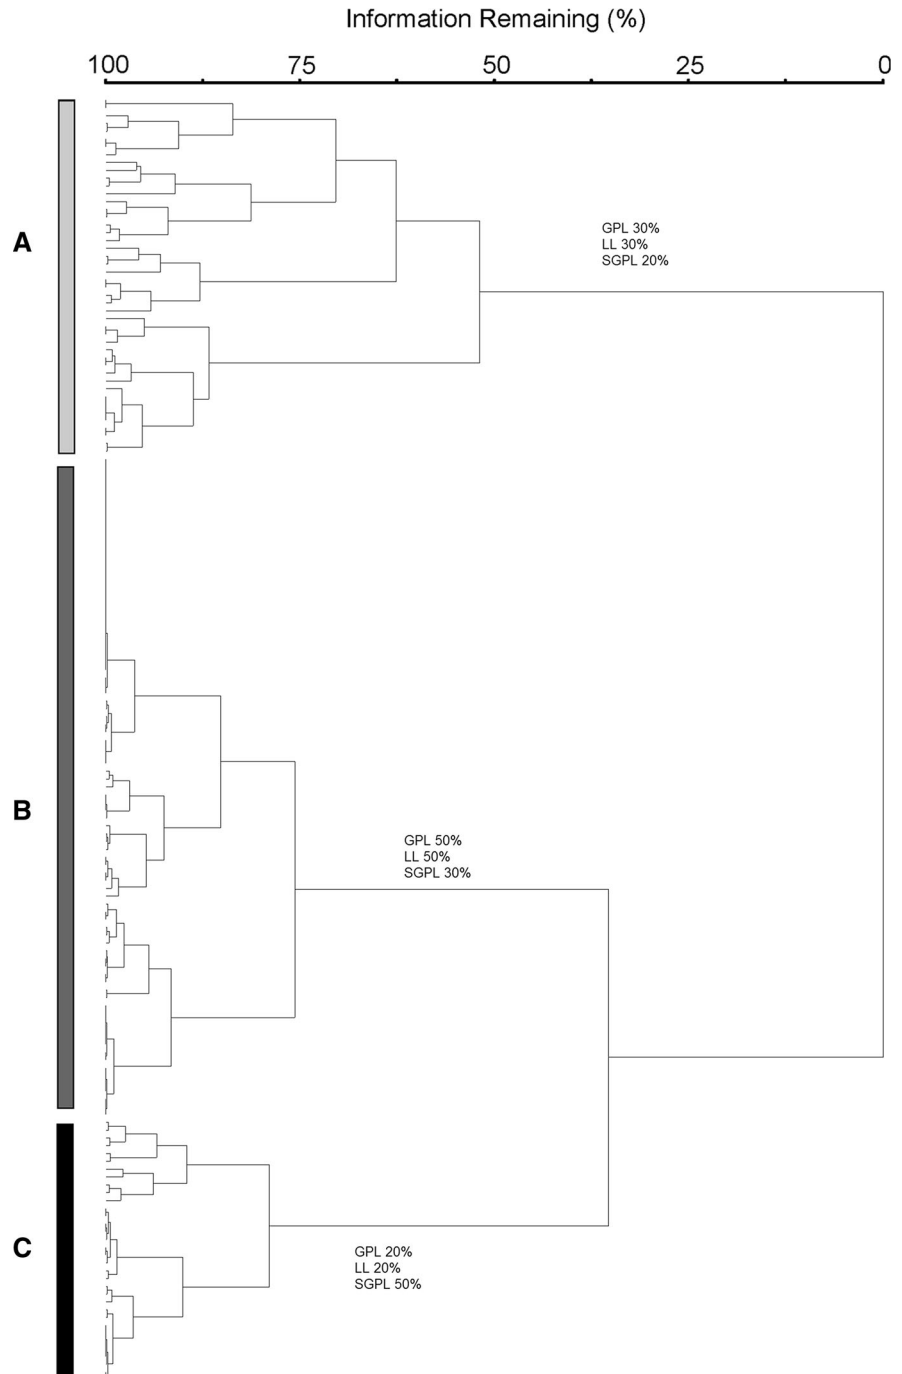 Information Remaining (%)
100 75 50 25 0
A
GPL 30%
LL 30%
SGPL 20%
B
GPL 50%
LL 50%
SGPL 30%
C
GPL 20%
LL 20%
SGPL 50%